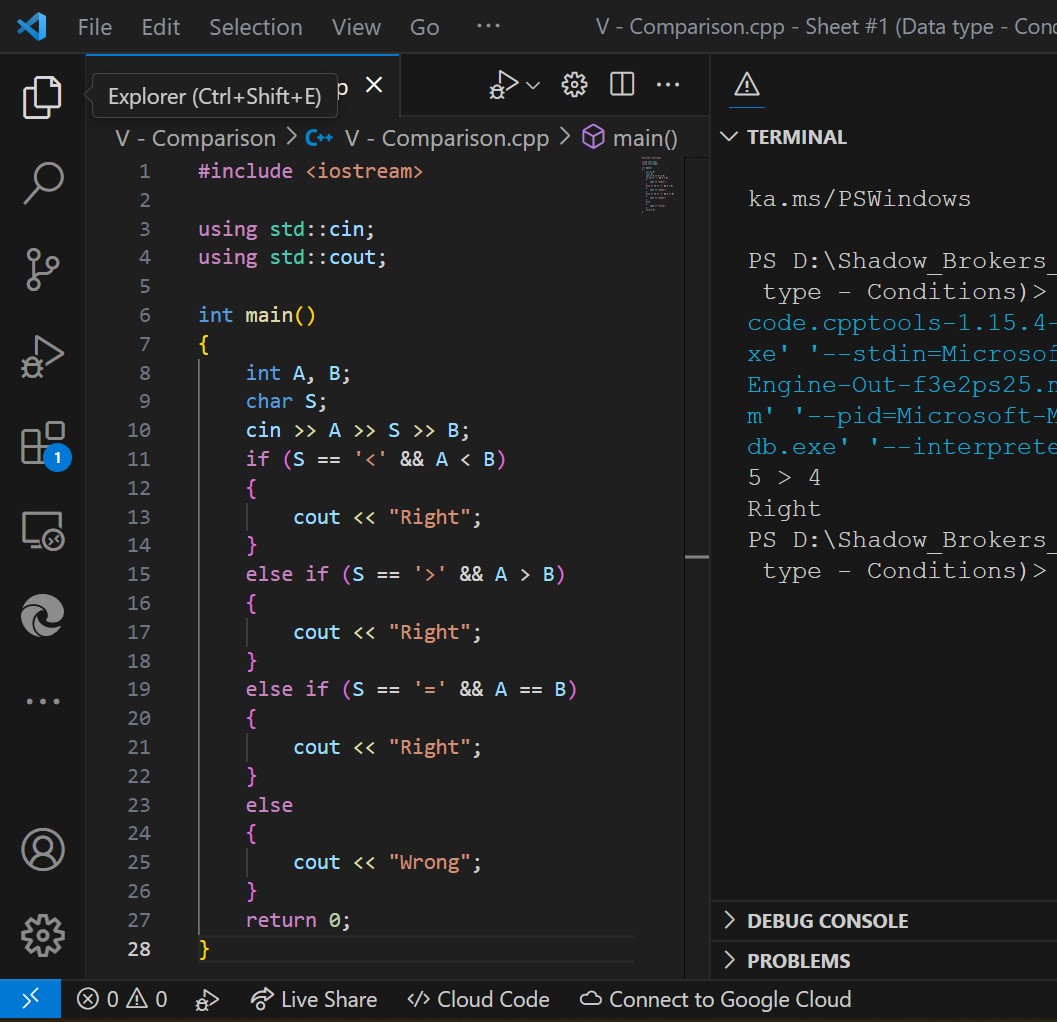 File Edit Selection View Go ··· V - Comparison.cpp - Sheet #1 (Data type - Con
Explorer (Ctrl+Shift+E) p
V - Comparison > C++ V - Comparison.cpp > main()
1 #include <iostream>
2
3 using std::cin;
4 using std::cout;
5
6 int main()
7 {
8 int A, B;
9 char S;
10 cin >> A >> S >> B;
11 if (S == '<' && A < B)
12 {
13 cout << "Right";
14 }
15 else if (S == '>' && A > B)
16 {
17 cout << "Right";
18 }
19 else if (S == '=' && A == B)
20 {
21 cout << "Right";
22 }
23 else
24 {
25 cout << "Wrong";
26 }
27 return 0;
28 }
1
TERMINAL
ka.ms/PSWindows
PS D:\Shadow_Brokers_
type - Conditions)>
code.cpptools-1.15.4-
xe' '--stdin=Microsof
Engine-Out-f3e2ps25.
m' '--pid=Microsoft-M
db.exe' '--interprete
5 > 4
Right
PS D:\Shadow_Brokers_
type - Conditions)>
DEBUG CONSOLE
PROBLEMS
0 0 Live Share Cloud Code Connect to Google Cloud